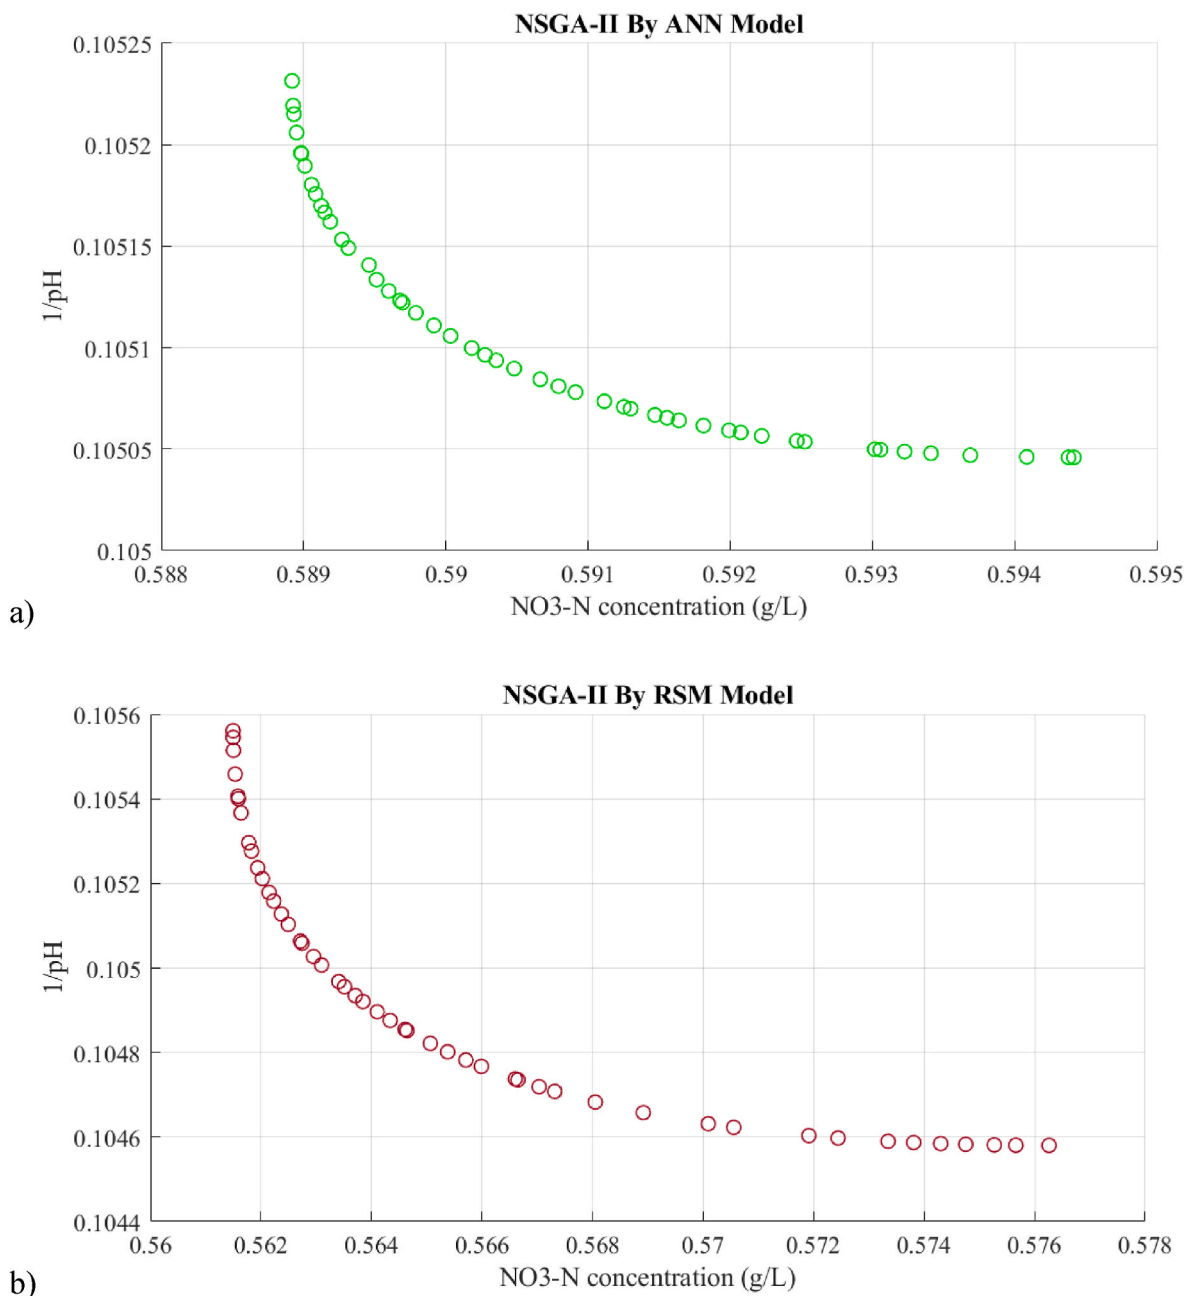 NSGA-II By ANN Model
0.10525
0.1052
0.10515
0.1051
0.10505
0.105
1/pH
0.588 0.589 0.59 0.591 0.592 0.593 0.594 0.595
NO3-N concentration (g/L)
a)
NSGA-II By RSM Model
0.1056
0.1054
0.1052
0.105
0.1048
0.1046
0.1044
1/pH
0.56 0.562 0.564 0.566 0.568 0.57 0.572 0.574 0.576 0.578
NO3-N concentration (g/L)
b)